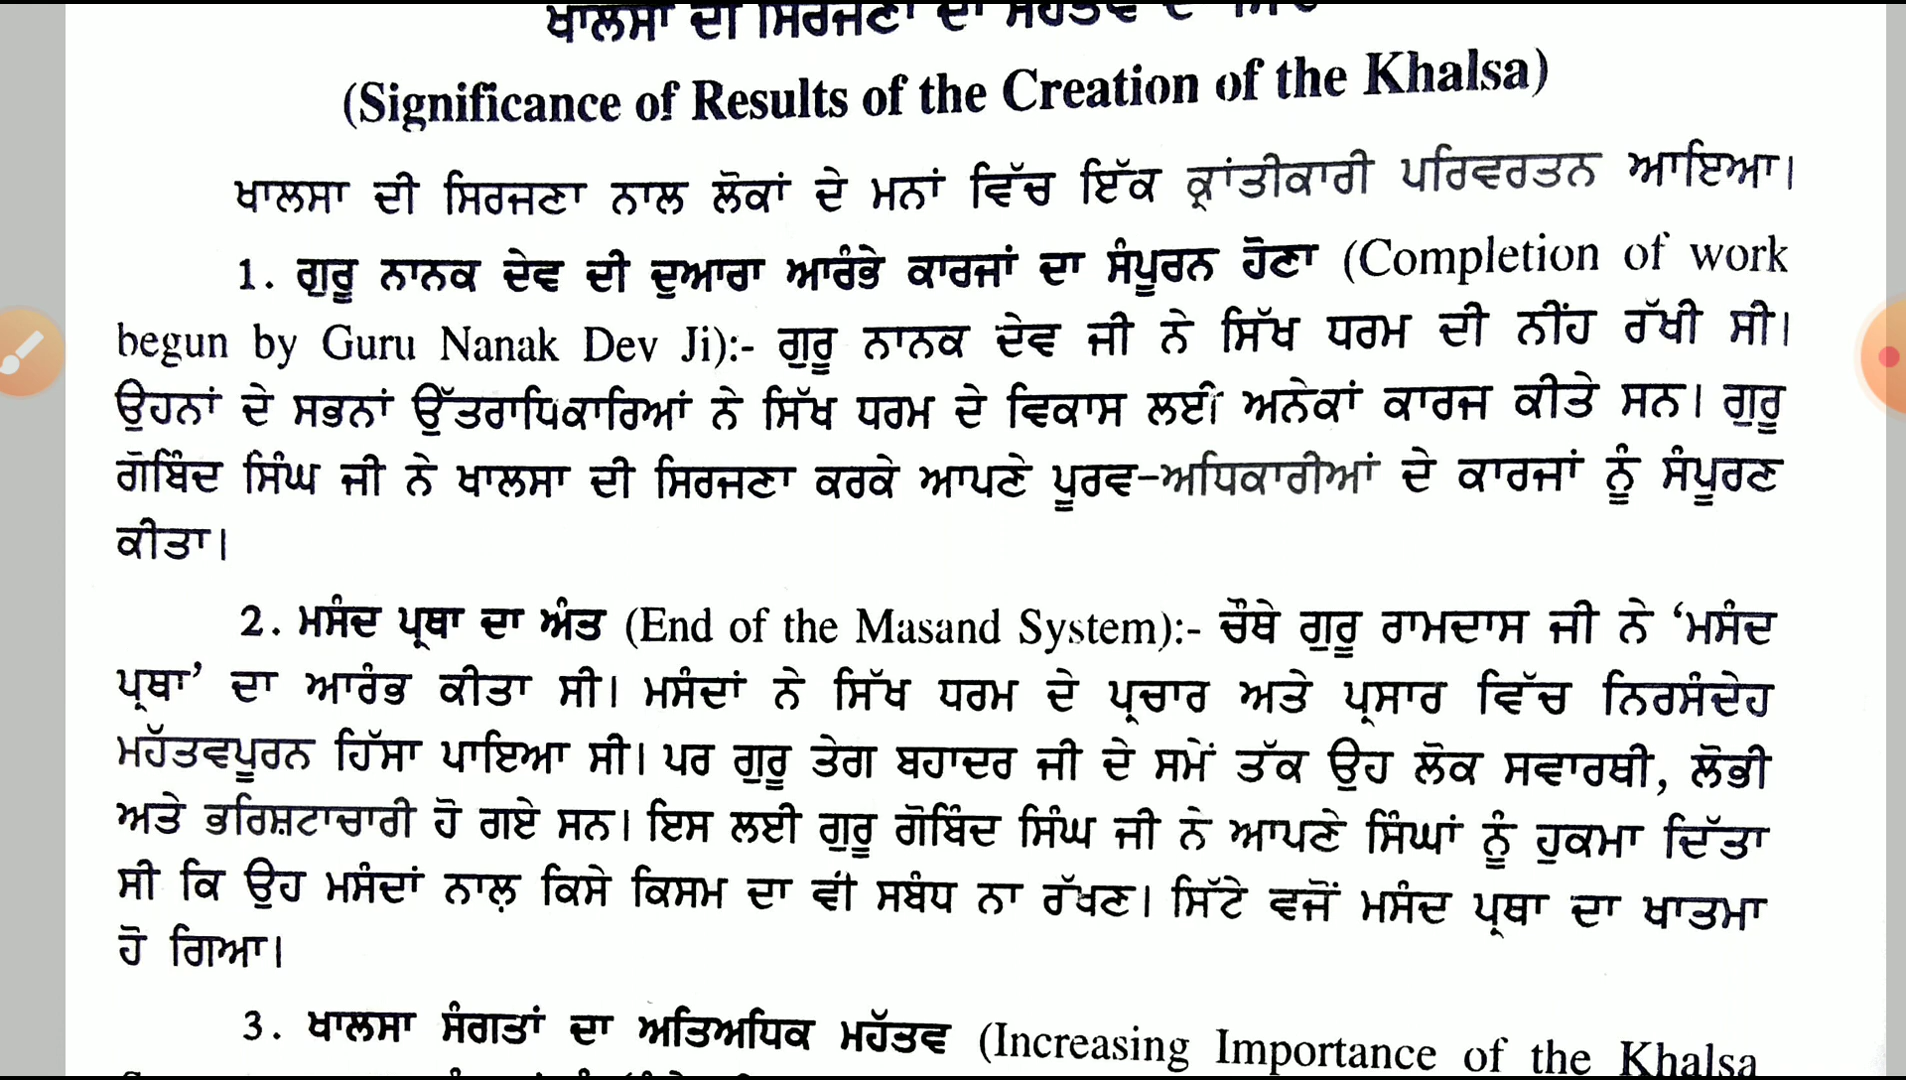 ਖਾਲਸਾ ਦੀ ਸਿਰਜਣਾ ਦਾ ਮਹੱਤਵ ਦੇ
(Significance of Results of the Creation of the Khalsa)
ਖਾਲਸਾ ਦੀ ਸਿਰਜਣਾ ਨਾਲ ਲੋਕਾਂ ਦੇ ਮਨਾਂ ਵਿੱਚ ਇੱਕ ਕ੍ਰਾਂਤੀਕਾਰੀ ਪਰਿਵਰਤਨ ਆਇਆ।
1. ਗੁਰੂ ਨਾਨਕ ਦੇਵ ਦੀ ਦੁਆਰਾ ਆਰੰਭੇ ਕਾਰਜਾਂ ਦਾ ਸੰਪੂਰਨ ਹੋਣਾ (Completion of work
begun by Guru Nanak Dev Ji):- ਗੁਰੂ ਨਾਨਕ ਦੇਵ ਜੀ ਨੇ ਸਿੱਖ ਧਰਮ ਦੀ ਨੀਂਹ ਰੱਖੀ ਸੀ।
ਉਹਨਾਂ ਦੇ ਸਭਨਾਂ ਉੱਤਰਾਧਿਕਾਰਿਆਂ ਨੇ ਸਿੱਖ ਧਰਮ ਦੇ ਵਿਕਾਸ ਲਈ ਅਨੇਕਾਂ ਕਾਰਜ ਕੀਤੇ ਸਨ। ਗੁਰੂ
ਗੋਬਿੰਦ ਸਿੰਘ ਜੀ ਨੇ ਖਾਲਸਾ ਦੀ ਸਿਰਜਣਾ ਕਰਕੇ ਆਪਣੇ ਪੂਰਵ-ਅਧਿਕਾਰੀਆਂ ਦੇ ਕਾਰਜਾਂ ਨੂੰ ਸੰਪੂਰਣ
ਕੀਤਾ।
2. ਮਸੰਦ ਪ੍ਰਥਾ ਦਾ ਅੰਤ (End of the Masand System):- ਚੌਥੇ ਗੁਰੂ ਰਾਮਦਾਸ ਜੀ ਨੇ ‘ਮਸੰਦ
ਪ੍ਰਥਾ’ ਦਾ ਆਰੰਭ ਕੀਤਾ ਸੀ। ਮਸੰਦਾਂ ਨੇ ਸਿੱਖ ਧਰਮ ਦੇ ਪ੍ਰਚਾਰ ਅਤੇ ਪ੍ਰਸਾਰ ਵਿੱਚ ਨਿਰਸੰਦੇਹ
ਮਹੱਤਵਪੂਰਨ ਹਿੱਸਾ ਪਾਇਆ ਸੀ। ਪਰ ਗੁਰੂ ਤੇਗ ਬਹਾਦਰ ਜੀ ਦੇ ਸਮੇਂ ਤੱਕ ਉਹ ਲੋਕ ਸਵਾਰਥੀ, ਲੋਭੀ
ਅਤੇ ਭਰਿਸ਼ਟਾਚਾਰੀ ਹੋ ਗਏ ਸਨ। ਇਸ ਲਈ ਗੁਰੂ ਗੋਬਿੰਦ ਸਿੰਘ ਜੀ ਨੇ ਆਪਣੇ ਸਿੰਘਾਂ ਨੂੰ ਹੁਕਮਾ ਦਿੱਤਾ
ਸੀ ਕਿ ਉਹ ਮਸੰਦਾਂ ਨਾਲ਼ ਕਿਸੇ ਕਿਸਮ ਦਾ ਵੀ ਸਬੰਧ ਨਾ ਰੱਖਣ। ਸਿੱਟੇ ਵਜੋਂ ਮਸੰਦ ਪ੍ਰਥਾ ਦਾ ਖਾਤਮਾ
ਹੋ ਗਿਆ।
3. ਖਾਲਸਾ ਸੰਗਤਾਂ ਦਾ ਅਤਿਅਧਿਕ ਮਹੱਤਵ (Increasing Importance of the Khalsa